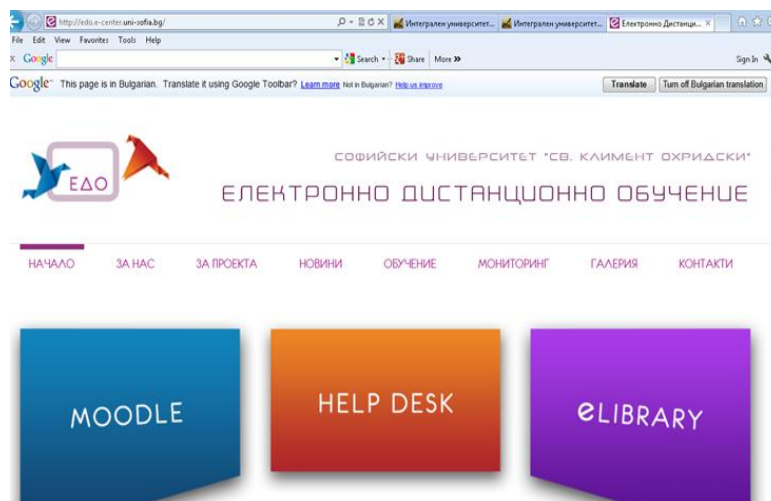 http://edo.e-center.uni-sofia.bg/
Интегрален университет... Интегрален университет... Електронно Дистанци...
File Edit View Favorites Tools Help
x Google Search Share More » Sign In
Google This page is in Bulgarian. Translate it using Google Toolbar? Learn more Not in Bulgarian? Help us improve Translate Turn off Bulgarian translation
ЕДО
СОФИЙСКИ УНИВЕРСИТЕТ "СВ. КЛИМЕНТ ОХРИДСКИ"
ЕЛЕКТРОННО ДИСТАНЦИОННО ОБУЧЕНИЕ
НАЧАЛО ЗА НАС ЗА ПРОЕКТА НОВИНИ ОБУЧЕНИЕ МОНИТОРИНГ ГАЛЕРИЯ КОНТАКТИ
MOODLE HELP DESK eLIBRARY